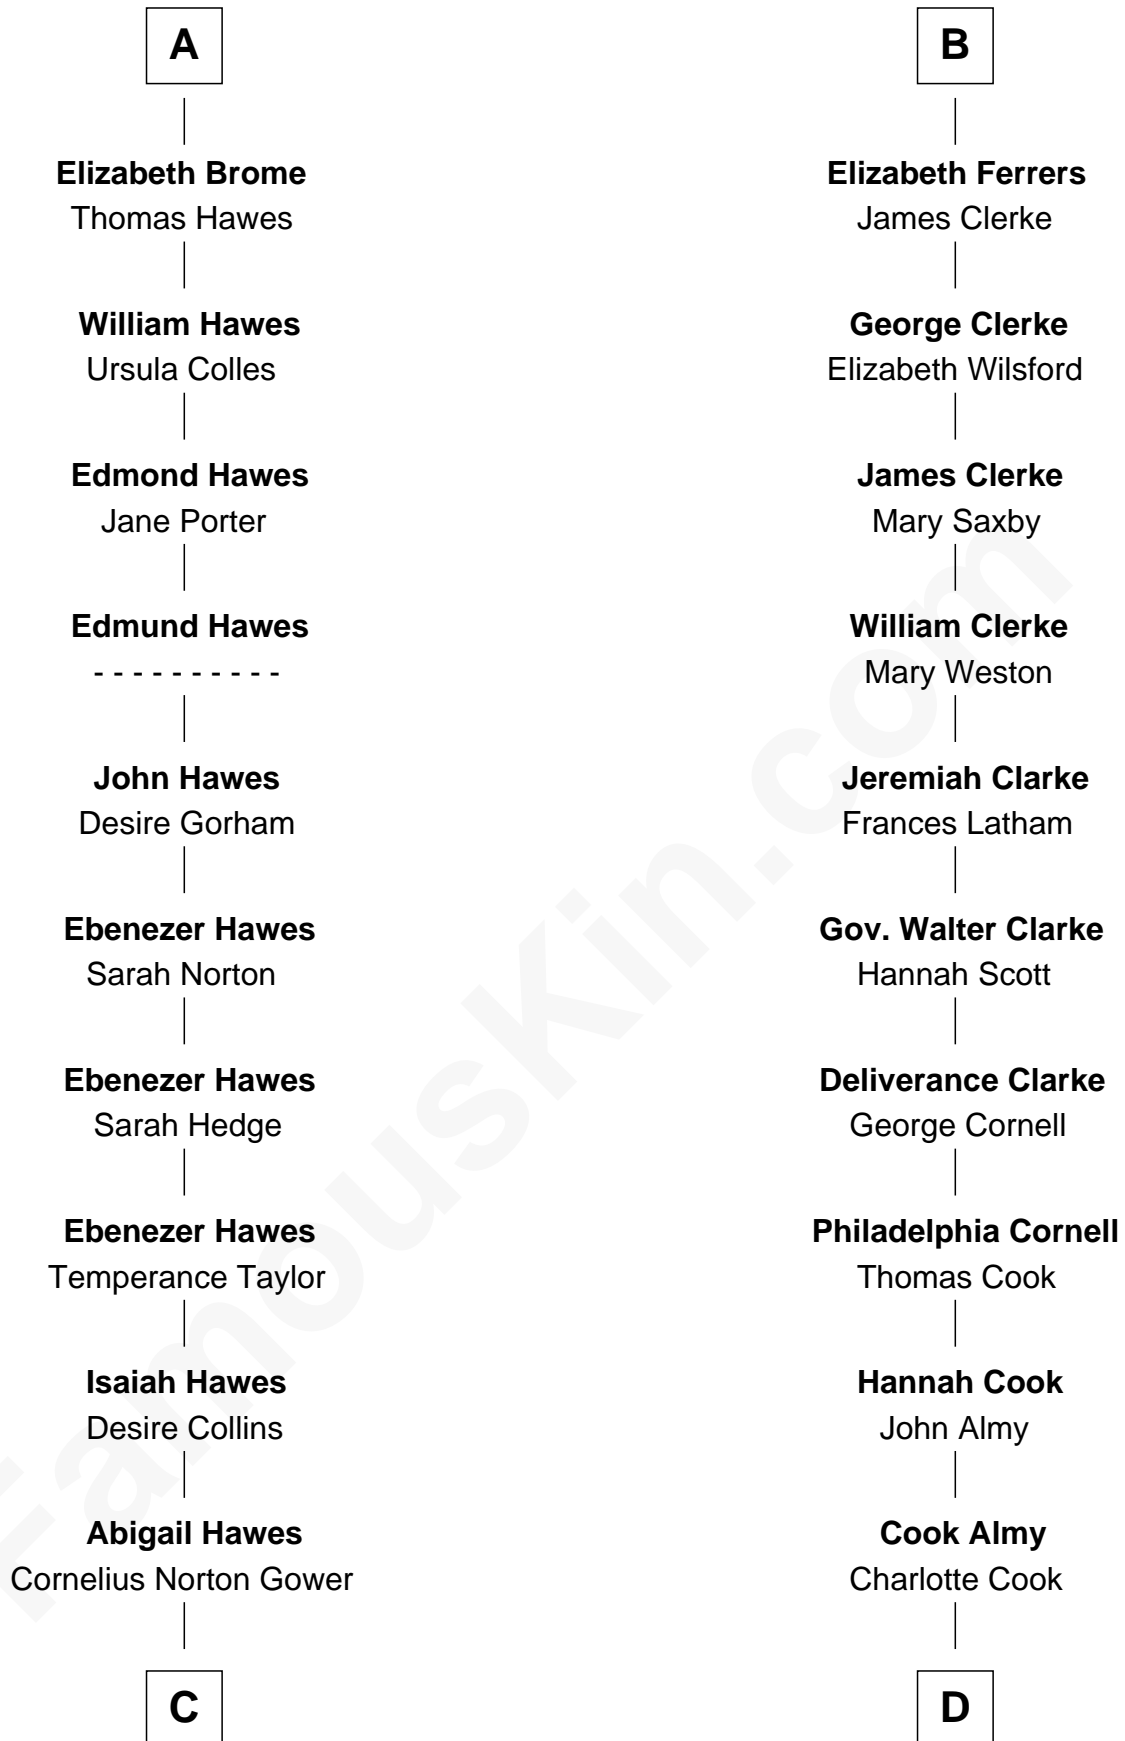 A
Elizabeth Brome
Thomas Hawes
William Hawes
Ursula Colles
Edmond Hawes
Jane Porter
Edmund Hawes
- - - - - - - - - -
John Hawes
Desire Gorham
Ebenezer Hawes
Sarah Norton
Ebenezer Hawes
Sarah Hedge
Ebenezer Hawes
Temperance Taylor
Isaiah Hawes
Desire Collins
Abigail Hawes
Cornelius Norton Gower
C
B
Elizabeth Ferrers
James Clerke
George Clerke
Elizabeth Wilsford
James Clerke
Mary Saxby
William Clerke
Mary Weston
Jeremiah Clarke
Frances Latham
Gov. Walter Clarke
Hannah Scott
Deliverance Clarke
George Cornell
Philadelphia Cornell
Thomas Cook
Hannah Cook
John Almy
Cook Almy
Charlotte Cook
D
FamousKin.com